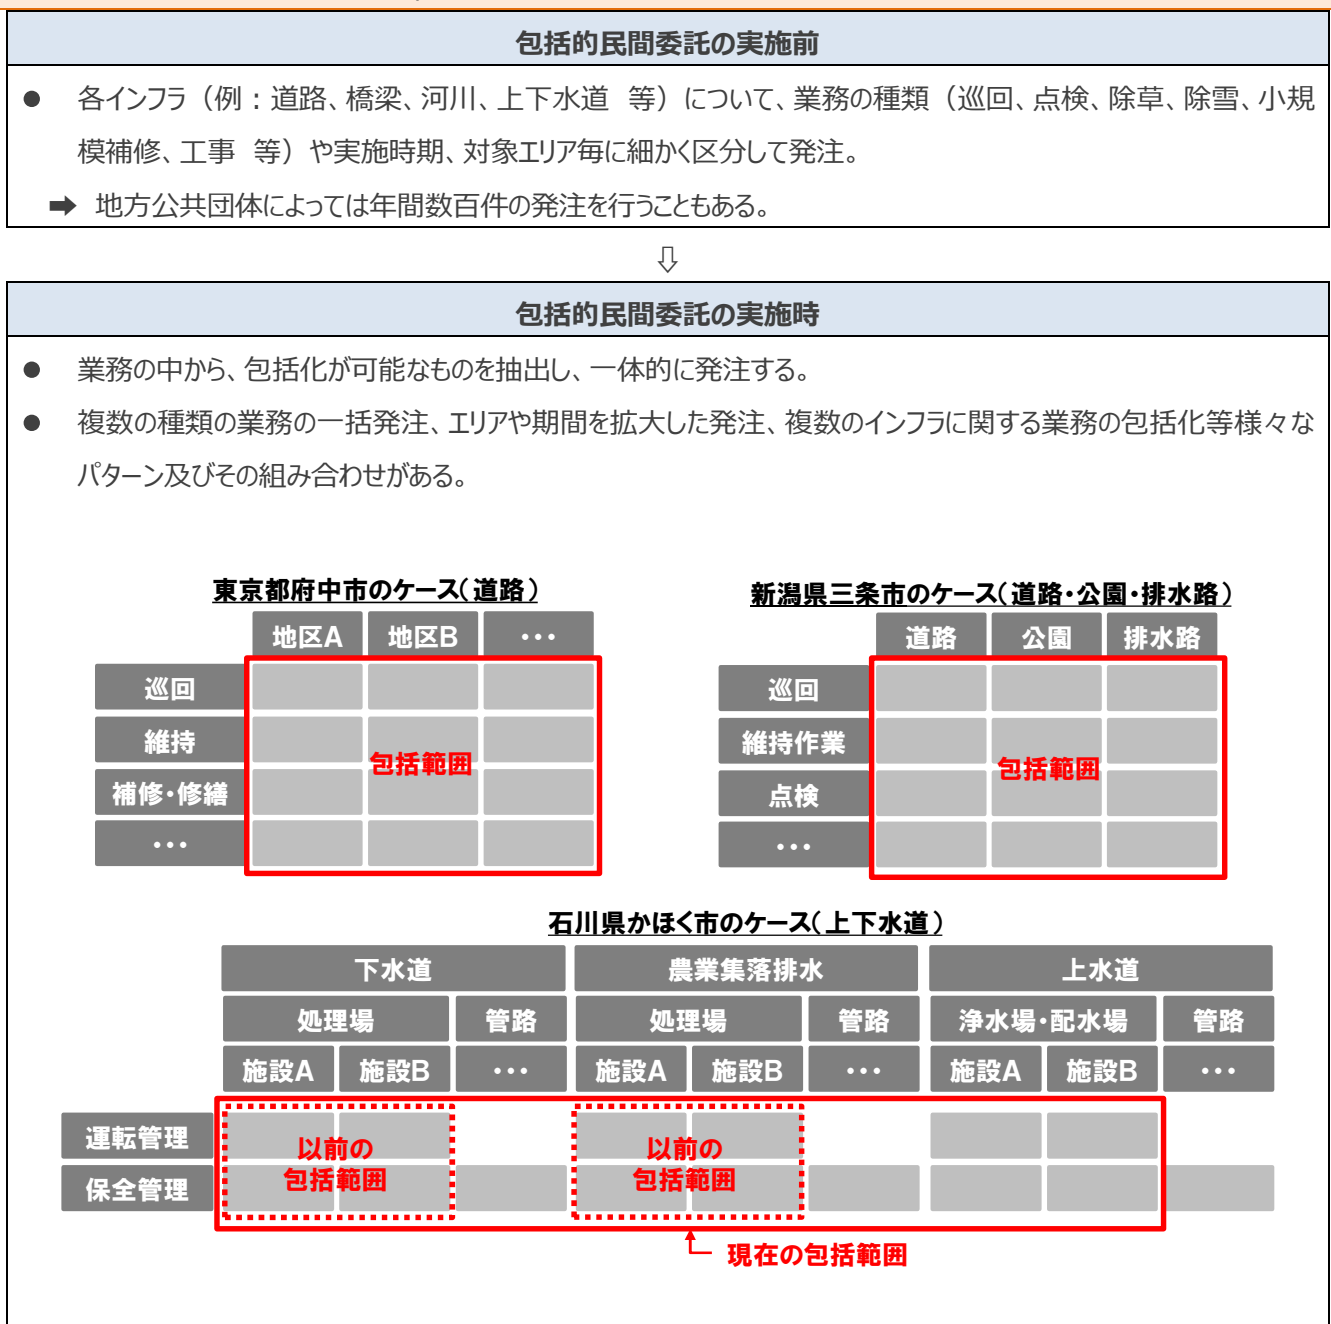 包括的民間委託の実施前
● 各インフラ（例：道路、橋梁、河川、上下水道　等）について、業務の種類（巡回、点検、除草、除雪、小規
模補修、工事　等）や実施時期、対象エリア毎に細かく区分して発注。
➡ 地方公共団体によっては年間数百件の発注を行うこともある。
⇩
包括的民間委託の実施時
● 業務の中から、包括化が可能なものを抽出し、一体的に発注する。
● 複数の種類の業務の一括発注、エリアや期間を拡大した発注、複数のインフラに関する業務の包括化等様々な
パターン及びその組み合わせがある。
東京都府中市のケース（道路）
地区A 地区B ・・・
巡回
維持
補修・修繕
・・・
包括範囲
新潟県三条市のケース（道路・公園・排水路）
道路 公園 排水路
巡回
維持作業
点検
・・・
包括範囲
石川県かほく市のケース（上下水道）
下水道 農業集落排水 上水道
処理場 管路 処理場 管路 浄水場・配水場 管路
施設A 施設B ・・・ 施設A 施設B ・・・ 施設A 施設B ・・・
運転管理
保全管理
以前の
包括範囲
以前の
包括範囲
現在の包括範囲